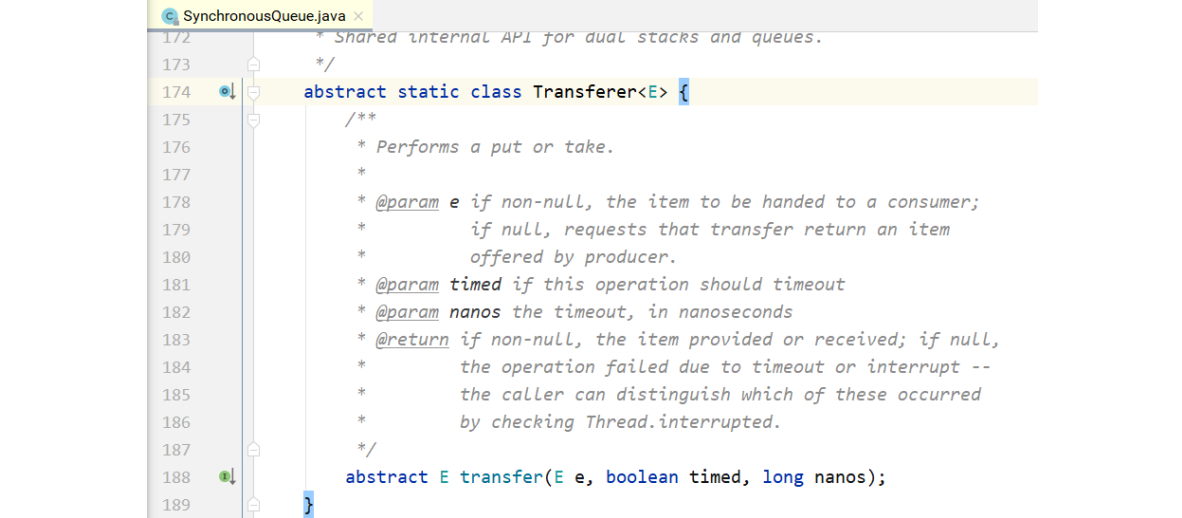 SynchronousQueue.java
172 * Shared internal API for dual stacks and queues.
173 */
174 abstract static class Transferer<E> {
175 /**
176 * Performs a put or take.
177 *
178 * @param e if non-null, the item to be handed to a consumer;
179 * if null, requests that transfer return an item
180 * offered by producer.
181 * @param timed if this operation should timeout
182 * @param nanos the timeout, in nanoseconds
183 * @return if non-null, the item provided or received; if null,
184 * the operation failed due to timeout or interrupt --
185 * the caller can distinguish which of these occurred
186 * by checking Thread.interrupted.
187 */
188 abstract E transfer(E e, boolean timed, long nanos);
189 }